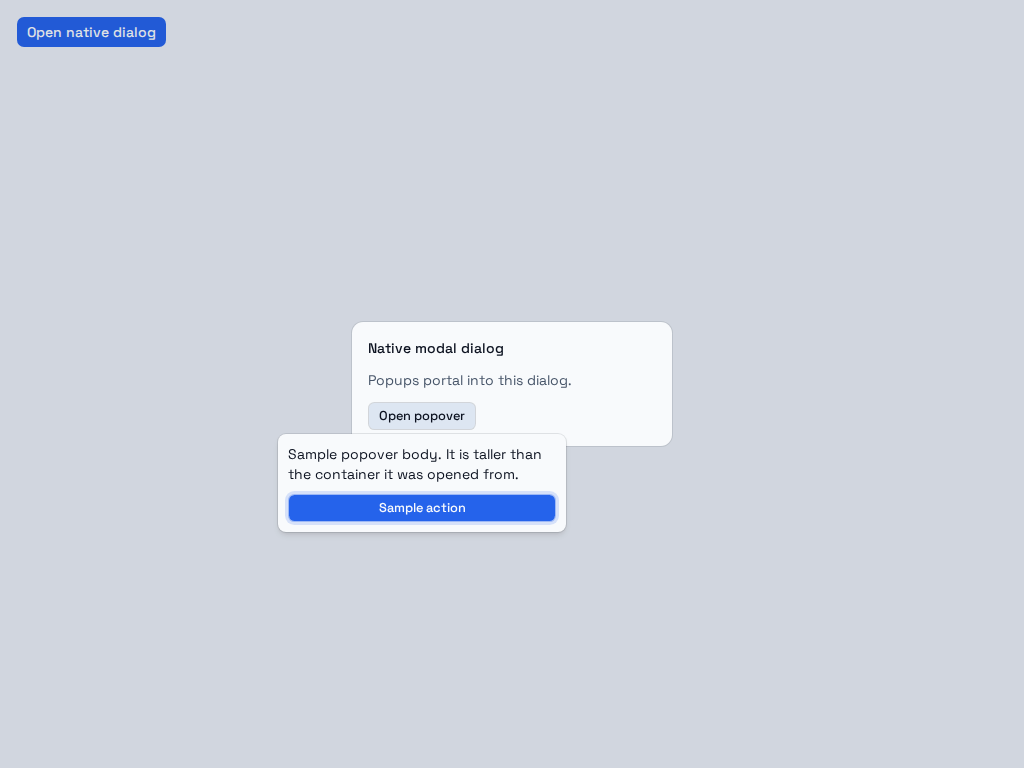 Open native dialog
Native modal dialog
Popups portal into this dialog.
Open popover
Sample popover body. It is taller than
the container it was opened from.
Sample action